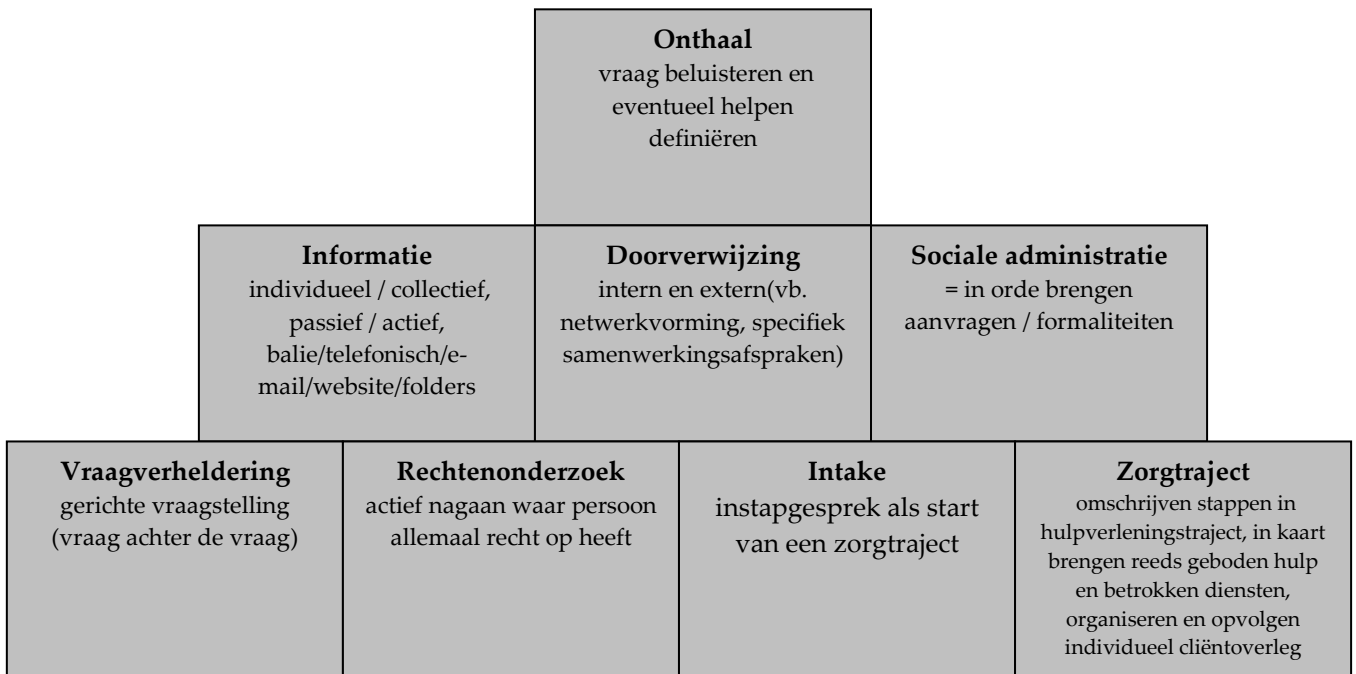 Onthaal
vraag beluisteren en
eventueel helpen
definiëren
Informatie
individueel / collectief,
passief / actief,
balie/telefonisch/e-
mail/website/folders
Doorverwijzing
intern en extern(vb.
netwerkvorming, specifiek
samenwerkingsafspraken)
Sociale administratie
= in orde brengen
aanvragen / formaliteiten
Vraagverheldering
gerichte vraagstelling
(vraag achter de vraag)
Rechtenonderzoek
actief nagaan waar persoon
allemaal recht op heeft
Intake
instapgesprek als start
van een zorgtraject
Zorgtraject
omschrijven stappen in
hulpverleningstraject, in kaart
brengen reeds geboden hulp
en betrokken diensten,
organiseren en opvolgen
individueel cliëntoverleg